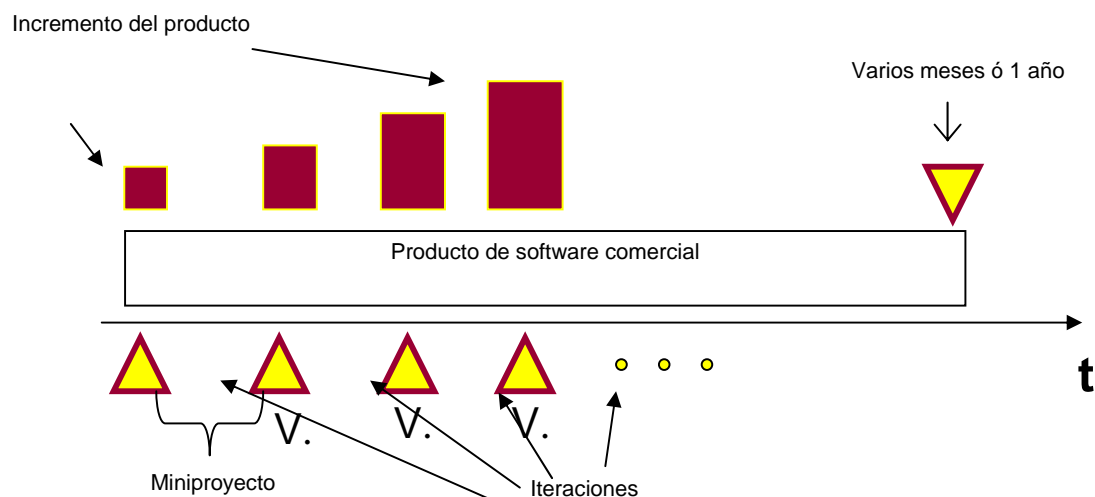 Incremento del producto
Varios meses ó 1 año
Producto de software comercial
t
V.
V.
V.
Miniproyecto
Iteraciones